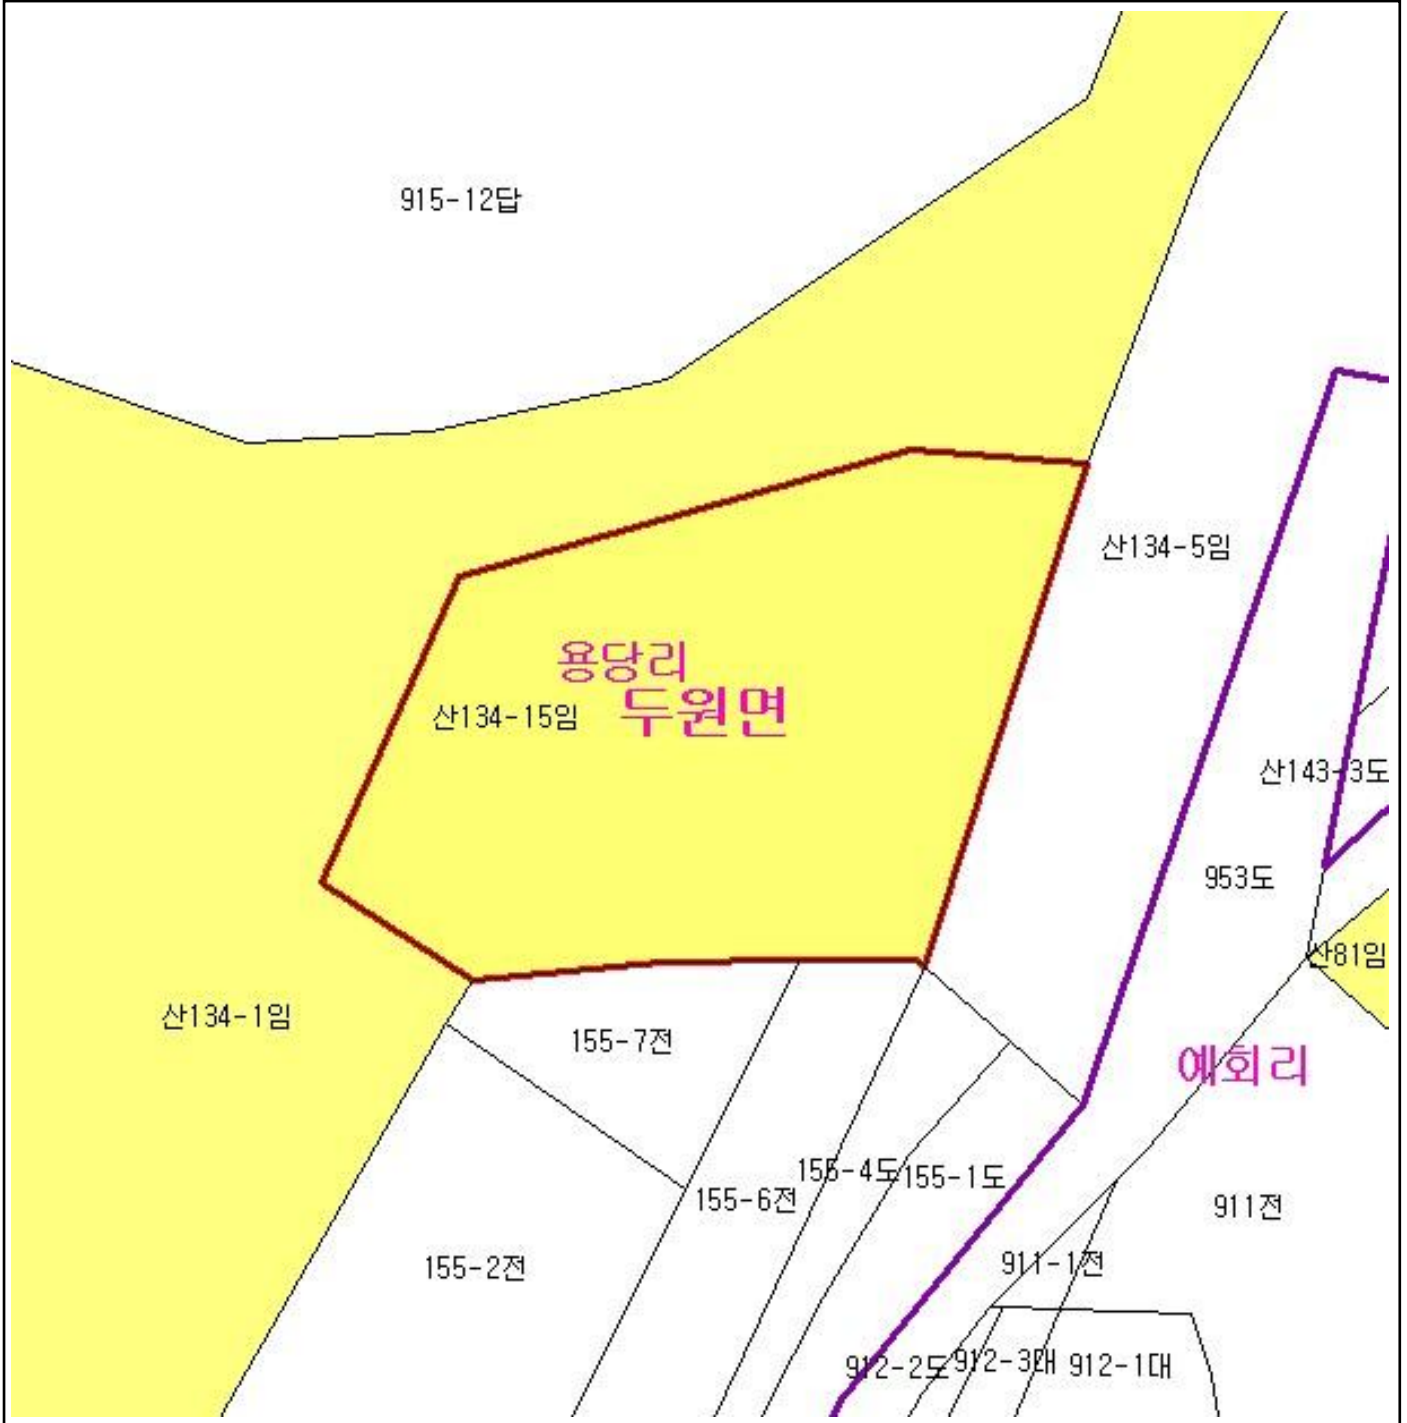 915-12답
산134-5임
용당리
산134-15임
두원면
산143-3도
953도
산81임
산134-1임
155-7전
예회리
155-4도
155-1도
155-6전
911전
155-2전
911-1전
912-2도
912-3대
912-1대